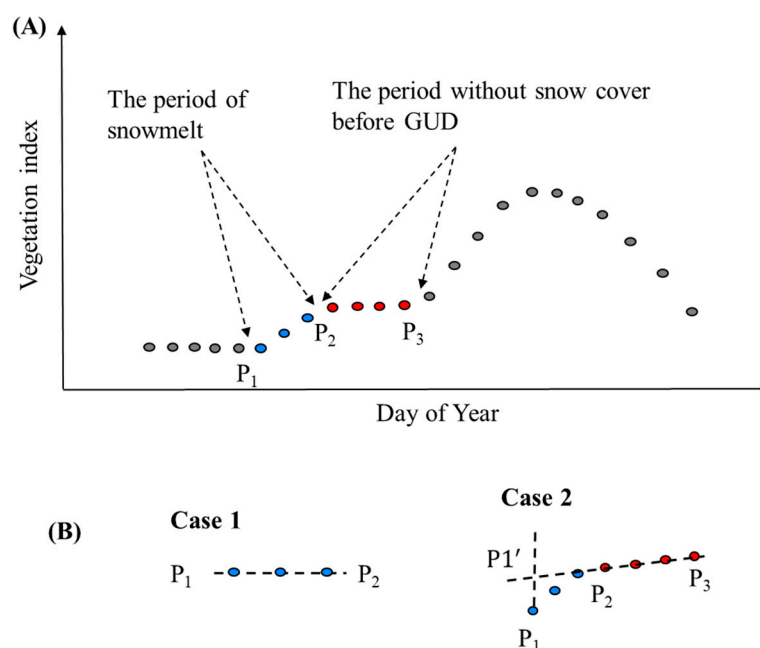 (A)
Vegetation index
The period of
snowmelt
The period without snow cover
before GUD
P₁
P₂
P₃
Day of Year
(B)
Case 1
P₁
P₂
Case 2
P1′
P₂
P₃
P₁